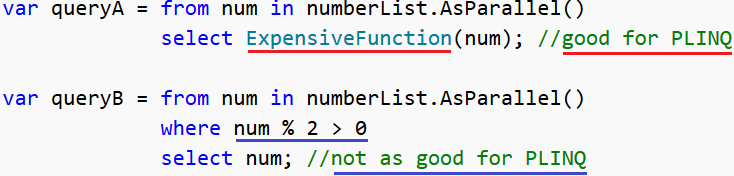 var queryA = from num in numberList.AsParallel()
select ExpensiveFunction(num); //good for PLINQ
var queryB = from num in numberList.AsParallel()
where num % 2 > 0
select num; //not as good for PLINQ